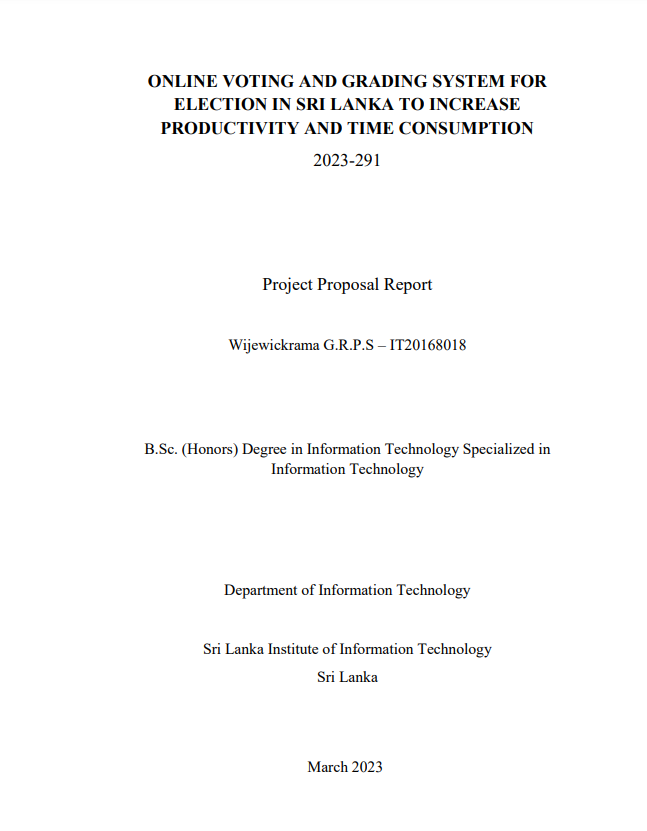 ONLINE VOTING AND GRADING SYSTEM FOR
ELECTION IN SRI LANKA TO INCREASE
PRODUCTIVITY AND TIME CONSUMPTION
2023-291
Project Proposal Report
Wijewickrama G.R.P.S – IT20168018
B.Sc. (Honors) Degree in Information Technology Specialized in
Information Technology
Department of Information Technology
Sri Lanka Institute of Information Technology
Sri Lanka
March 2023